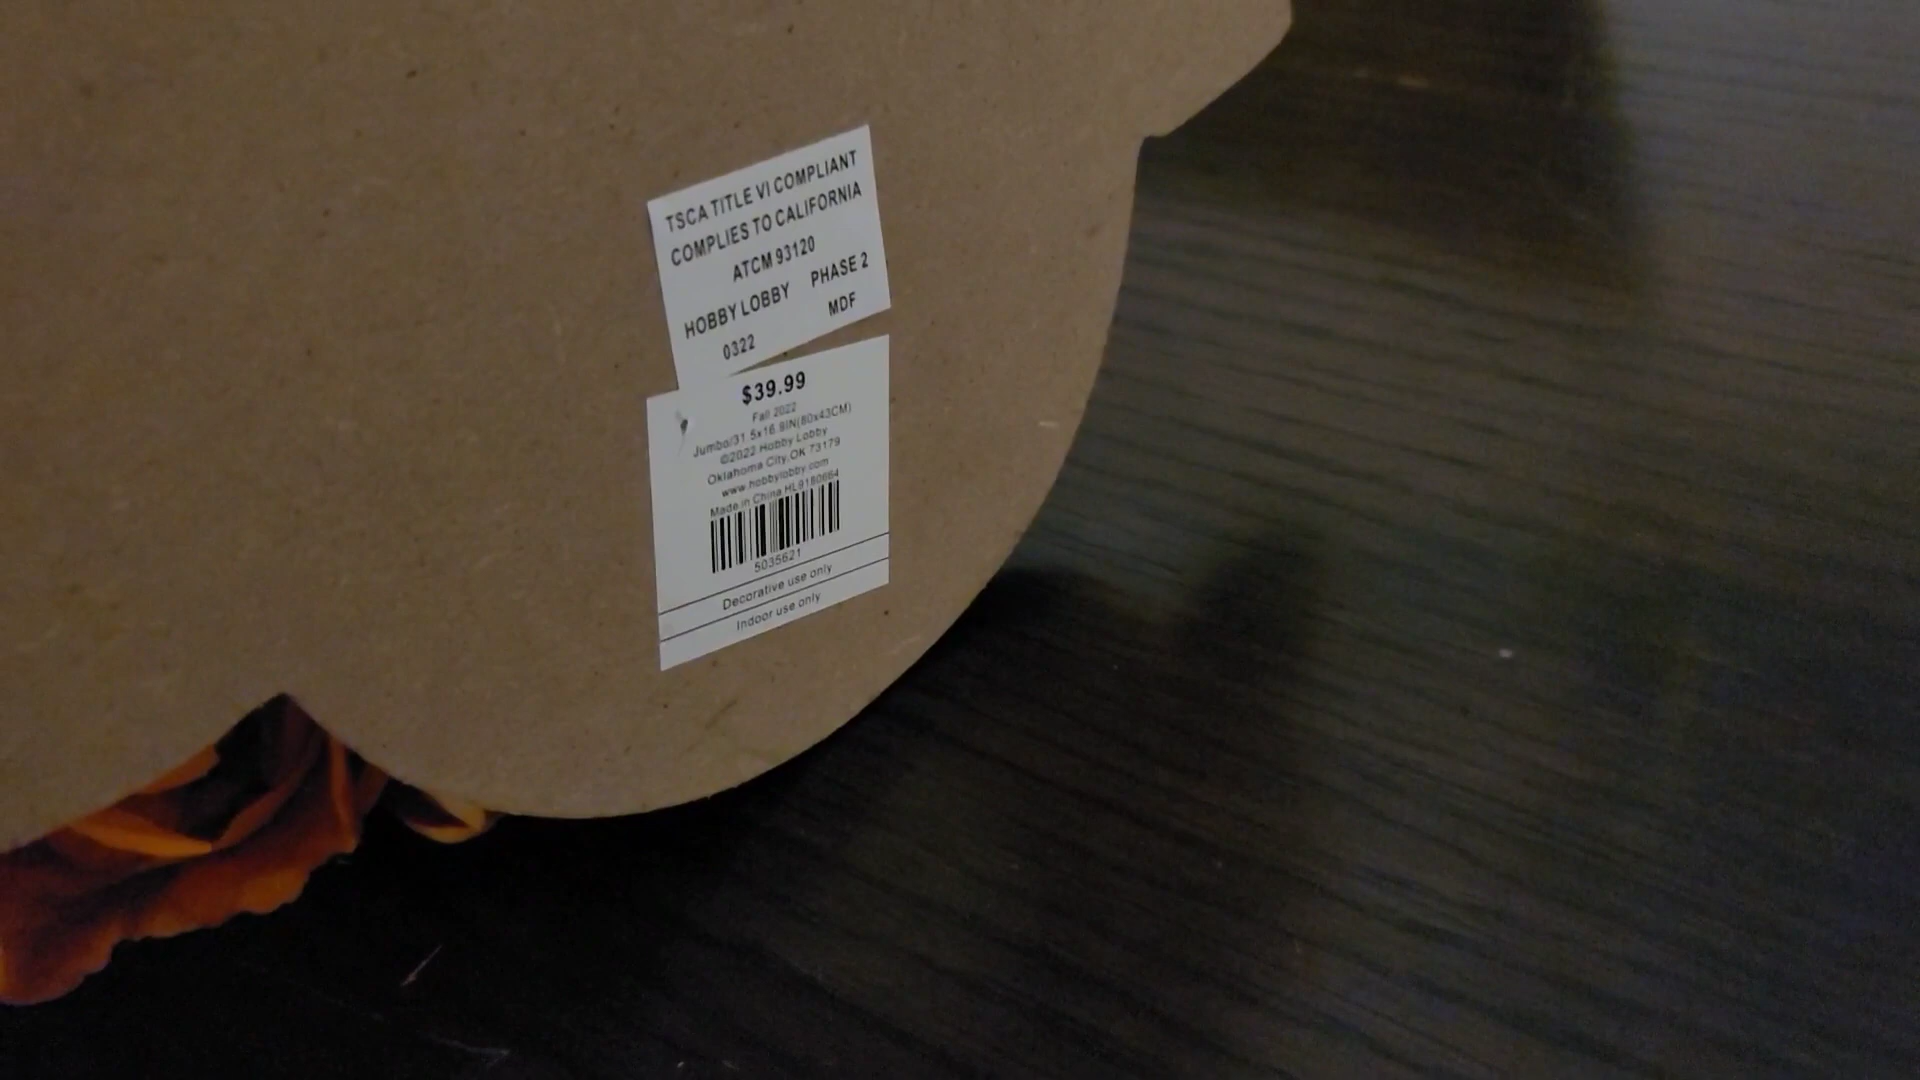 TSCA TITLE VI COMPLIANT
COMPLIES TO CALIFORNIA
ATCM 93120
HOBBY LOBBY PHASE 2
0322 MDF
$39.99
Fall 2022
Jumbo/31.5x16.9IN(80x43CM)
©2022 Hobby Lobby
Oklahoma City,OK 73179
www.hobbylobby.com
Made in China HL9180664
5035621
Decorative use only
Indoor use only